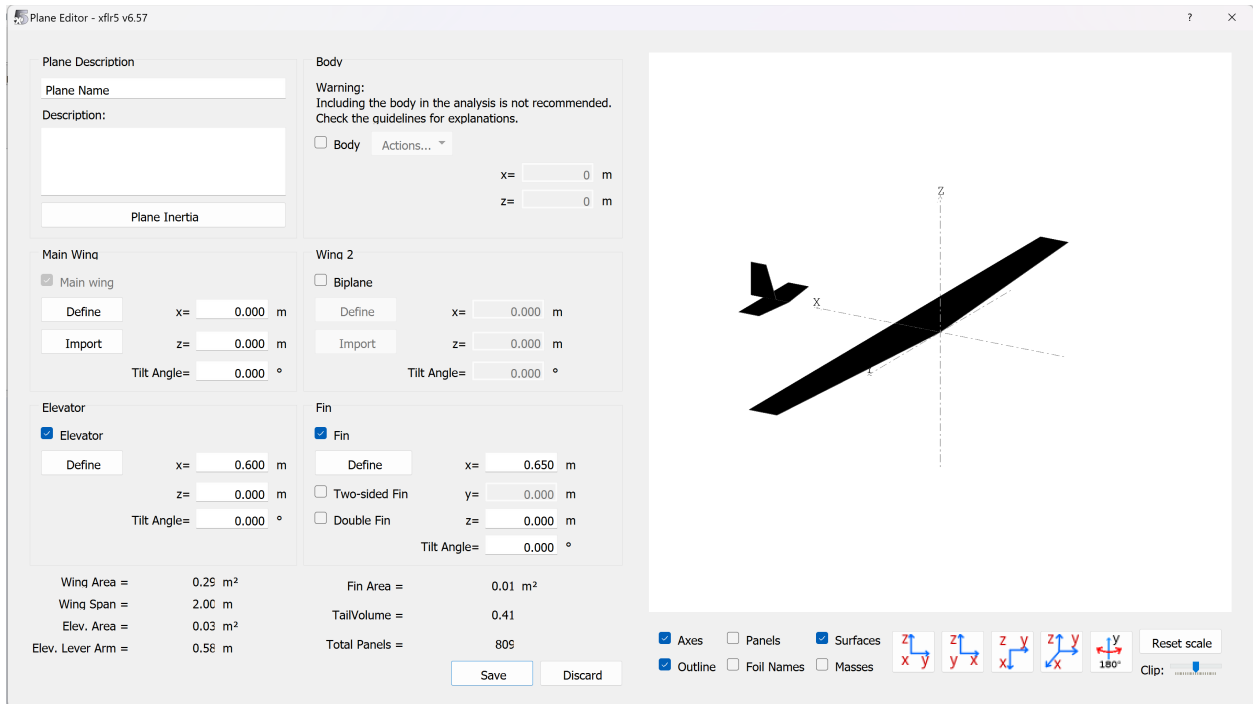 Plane Editor - xflr5 v6.57
? ×
Plane Description
Plane Name
Description:
Plane Inertia
Body
Warning:
Including the body in the analysis is not recommended.
Check the guidelines for explanations.
Body Actions...
x= 0 m
z= 0 m
Main Wing
Main wing
Define x= 0.000 m
Import z= 0.000 m
Tilt Angle= 0.000 °
Wing 2
Biplane
Define x= 0.000 m
Import z= 0.000 m
Tilt Angle= 0.000 °
Elevator
Elevator
Define x= 0.600 m
z= 0.000 m
Tilt Angle= 0.000 °
Fin
Fin
Define x= 0.650 m
Two-sided Fin y= 0.000 m
Double Fin z= 0.000 m
Tilt Angle= 0.000 °
Wing Area = 0.29 m²
Wing Span = 2.00 m
Elev. Area = 0.03 m²
Elev. Lever Arm = 0.58 m
Fin Area = 0.01 m²
TailVolume = 0.41
Total Panels = 809
Save Discard
Z
X
Axes Panels Surfaces
Outline Foil Names Masses
z x y
z y x
z y x
z y x
y 180°
Reset scale
Clip: